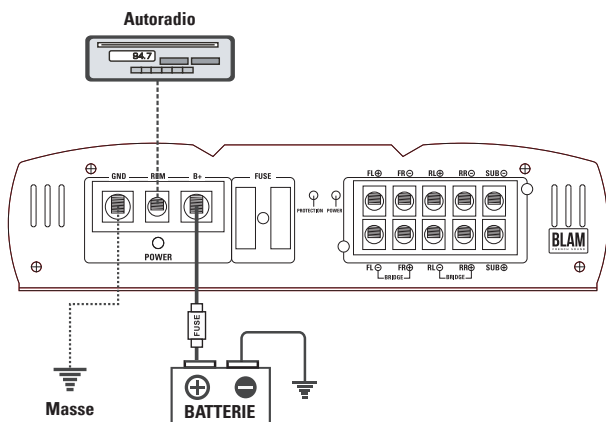 Autoradio
84.7
GND REM B+ FUSE
FL⊕ FR⊖ RL⊕ RR⊖ SUB⊖
PROTECTION POWER
POWER
BLAM
FL⊖ FR⊕ RL⊖ RR⊕ SUB⊕
BRIDGE BRIDGE
FUSE
Masse
BATTERIE